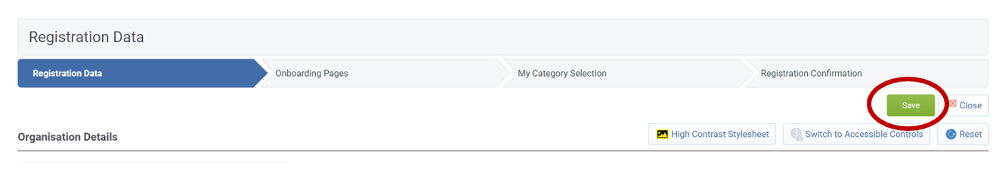 Registration Data
Registration Data Onboarding Pages My Category Selection Registration Confirmation
Save Close
Organisation Details High Contrast Stylesheet Switch to Accessible Controls Reset